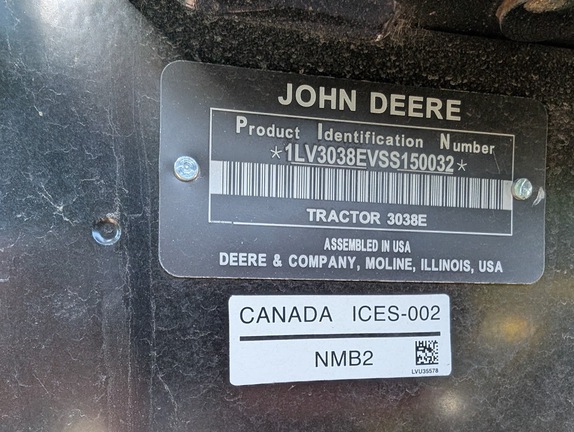 JOHN DEERE
Product Identification Number
*1LV3038EVSS150032*
TRACTOR 3038E
ASSEMBLED IN USA
DEERE & COMPANY, MOLINE, ILLINOIS, USA
CANADA ICES-002
NMB2
LVU35578